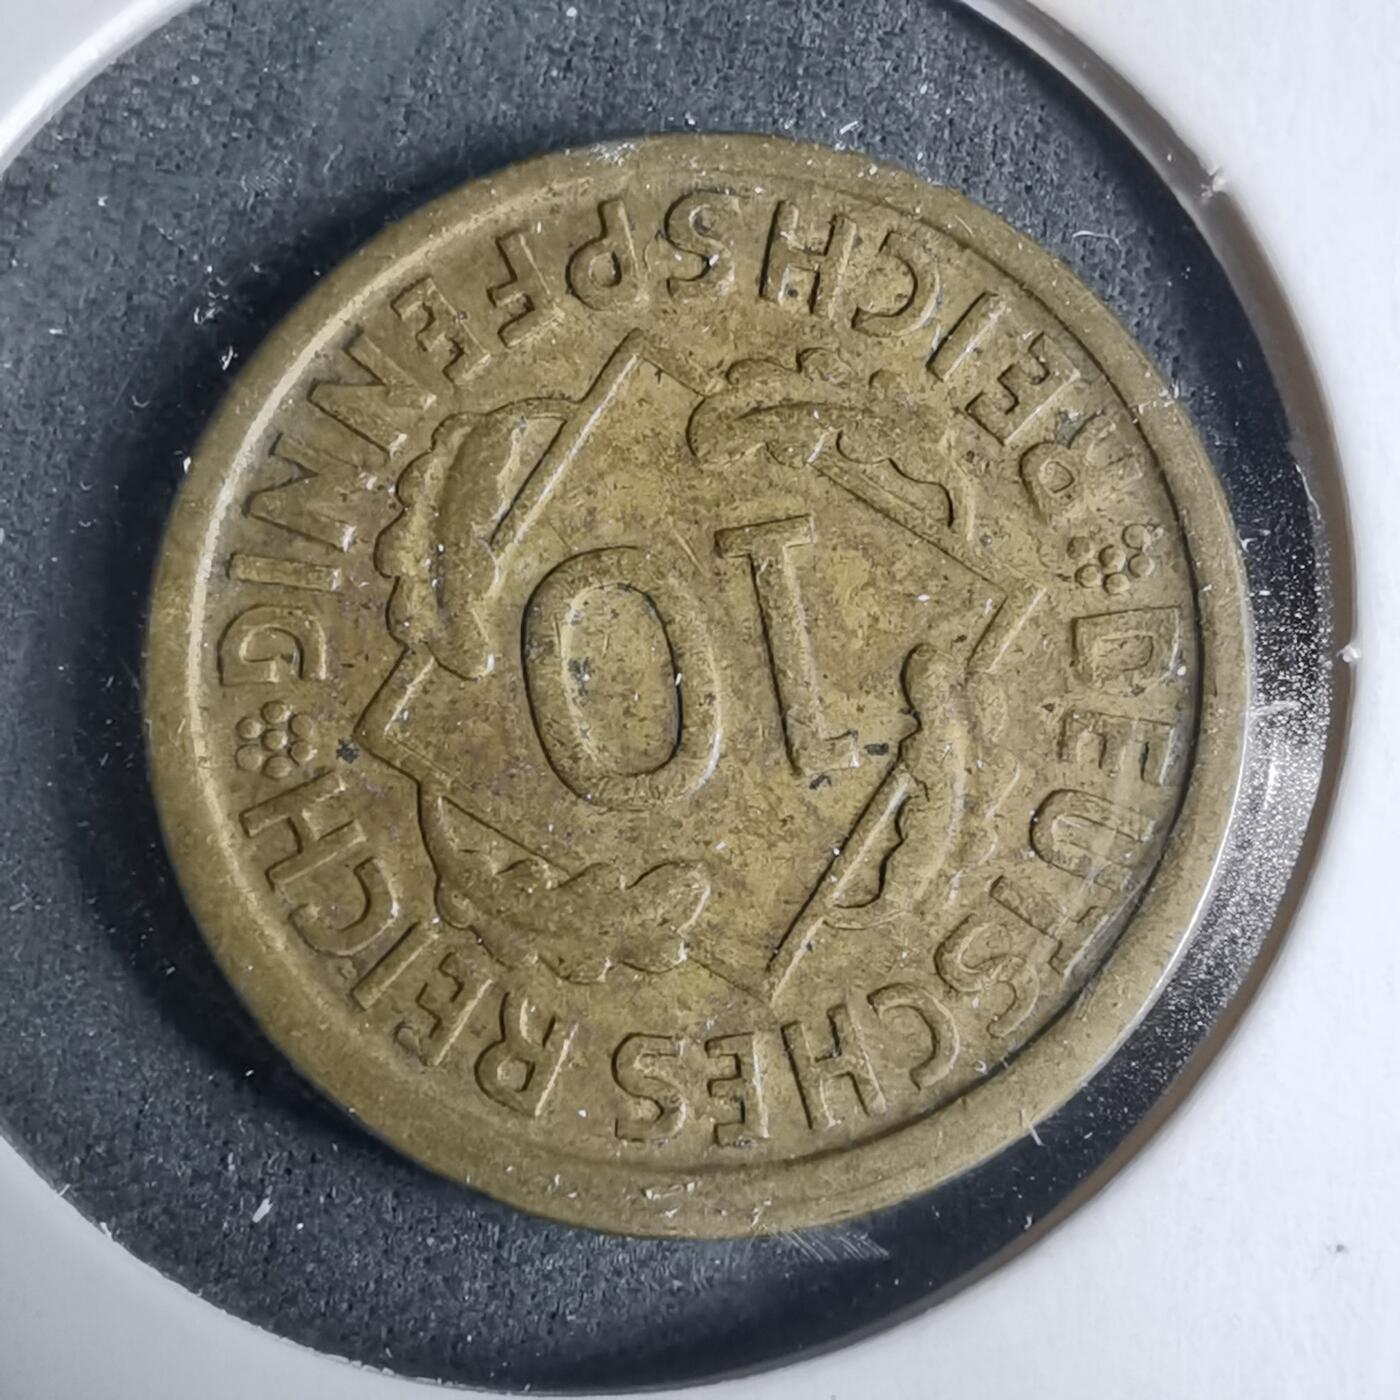 DEUTSCHES REICH
10
REICHSPFENNIG